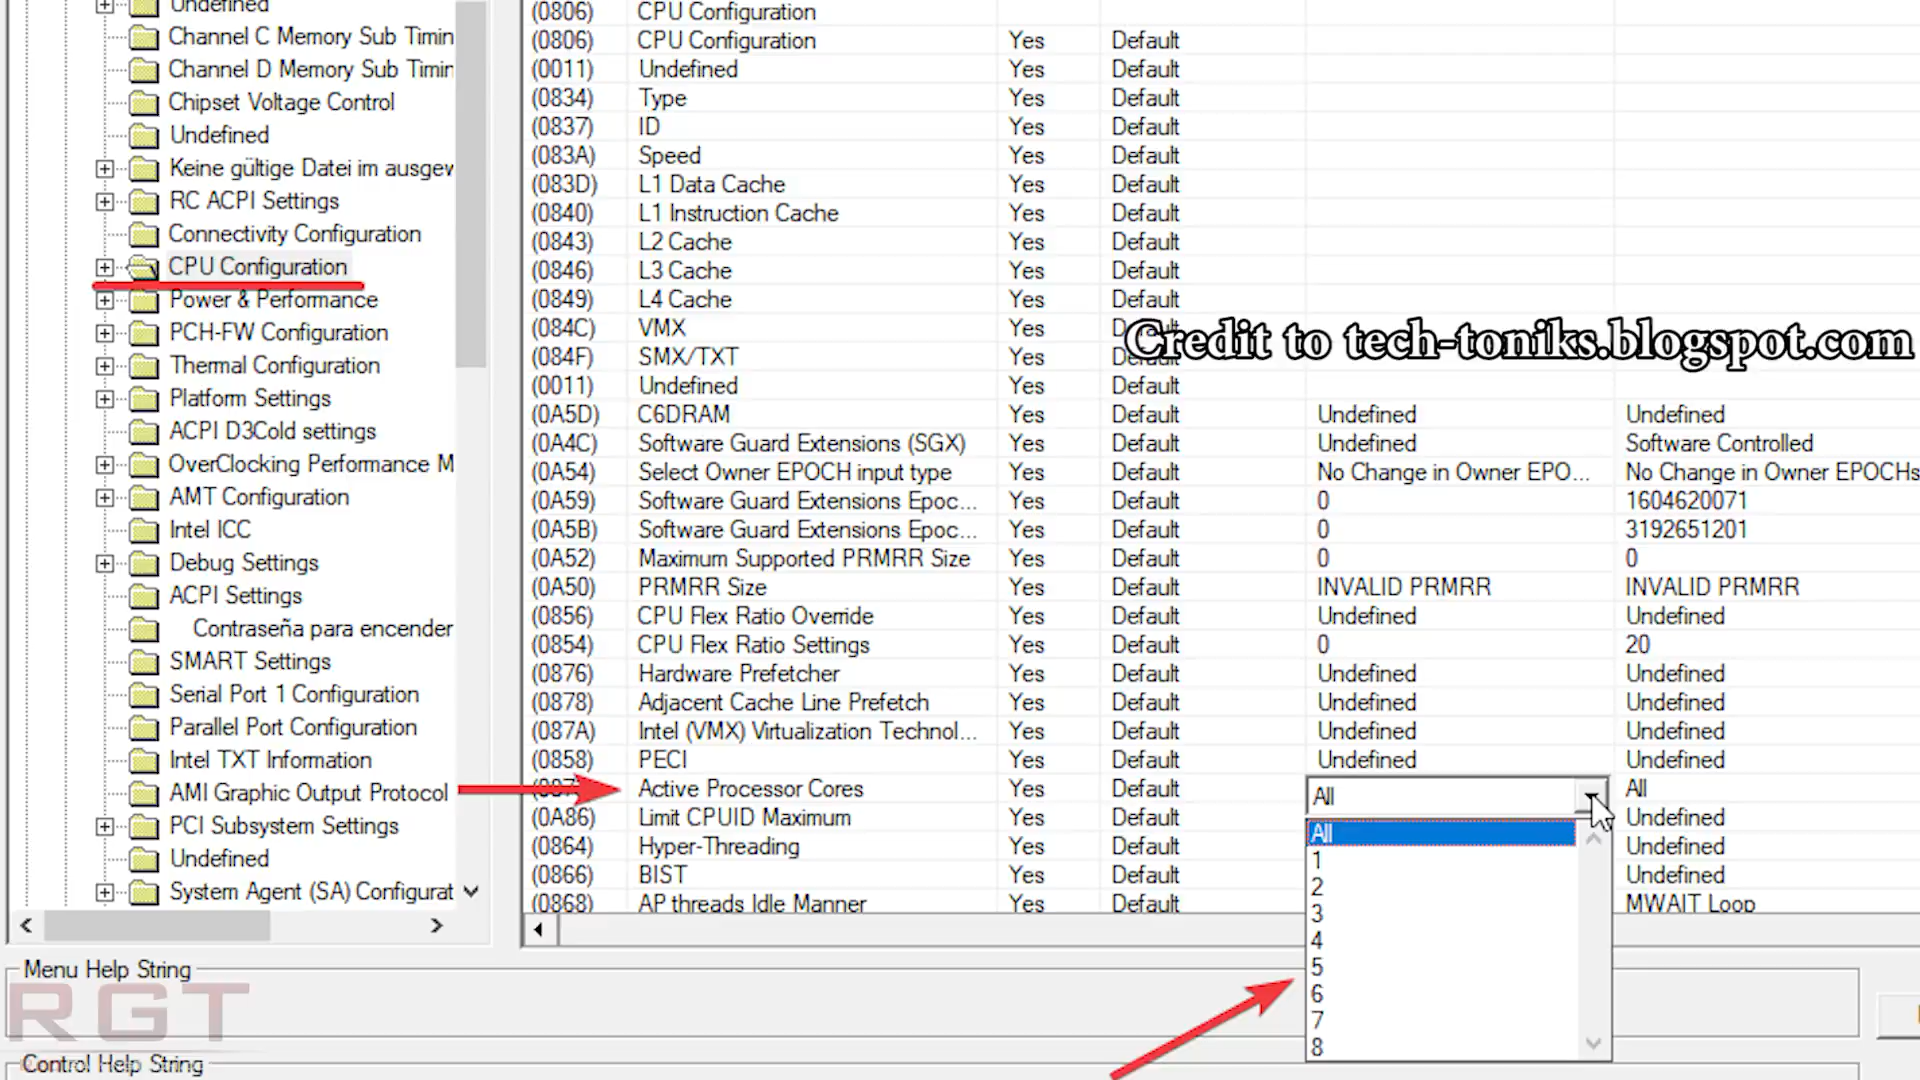 Undefined
Channel C Memory Sub Timin
Channel D Memory Sub Timin
Chipset Voltage Control
Undefined
Keine gültige Datei im ausgew
RC ACPI Settings
Connectivity Configuration
CPU Configuration
Power & Performance
PCH-FW Configuration
Thermal Configuration
Platform Settings
ACPI D3Cold settings
OverClocking Performance M
AMT Configuration
Intel ICC
Debug Settings
ACPI Settings
Contraseña para encender
SMART Settings
Serial Port 1 Configuration
Parallel Port Configuration
Intel TXT Information
AMI Graphic Output Protocol
PCI Subsystem Settings
Undefined
System Agent (SA) Configurat
(0806) CPU Configuration
(0806) CPU Configuration Yes Default
(0011) Undefined Yes Default
(0834) Type Yes Default
(0837) ID Yes Default
(083A) Speed Yes Default
(083D) L1 Data Cache Yes Default
(0840) L1 Instruction Cache Yes Default
(0843) L2 Cache Yes Default
(0846) L3 Cache Yes Default
(0849) L4 Cache Yes Default
(084C) VMX Yes Default
Credit to tech-toniks.blogspot.com
(084F) SMX/TXT Yes Default
(0011) Undefined Yes Default
(0A5D) C6DRAM Yes Default Undefined Undefined
(0A4C) Software Guard Extensions (SGX) Yes Default Undefined Software Controlled
(0A54) Select Owner EPOCH input type Yes Default No Change in Owner EPO... No Change in Owner EPOCHs
(0A59) Software Guard Extensions Epoc... Yes Default 0 1604620071
(0A5B) Software Guard Extensions Epoc... Yes Default 0 3192651201
(0A52) Maximum Supported PRMRR Size Yes Default 0 0
(0A50) PRMRR Size Yes Default INVALID PRMRR INVALID PRMRR
(0856) CPU Flex Ratio Override Yes Default Undefined Undefined
(0854) CPU Flex Ratio Settings Yes Default 0 20
(0876) Hardware Prefetcher Yes Default Undefined Undefined
(0878) Adjacent Cache Line Prefetch Yes Default Undefined Undefined
(087A) Intel (VMX) Virtualization Technol... Yes Default Undefined Undefined
(0858) PECI Yes Default Undefined Undefined
Active Processor Cores Yes Default All All
(0A86) Limit CPUID Maximum Yes Default Undefined
(0864) Hyper-Threading Yes Default Undefined
(0866) BIST Yes Default Undefined
(0868) AP threads Idle Manner Yes Default MWAIT Loop
All
1
2
3
4
5
6
7
8
Menu Help String
RGT
Control Help String